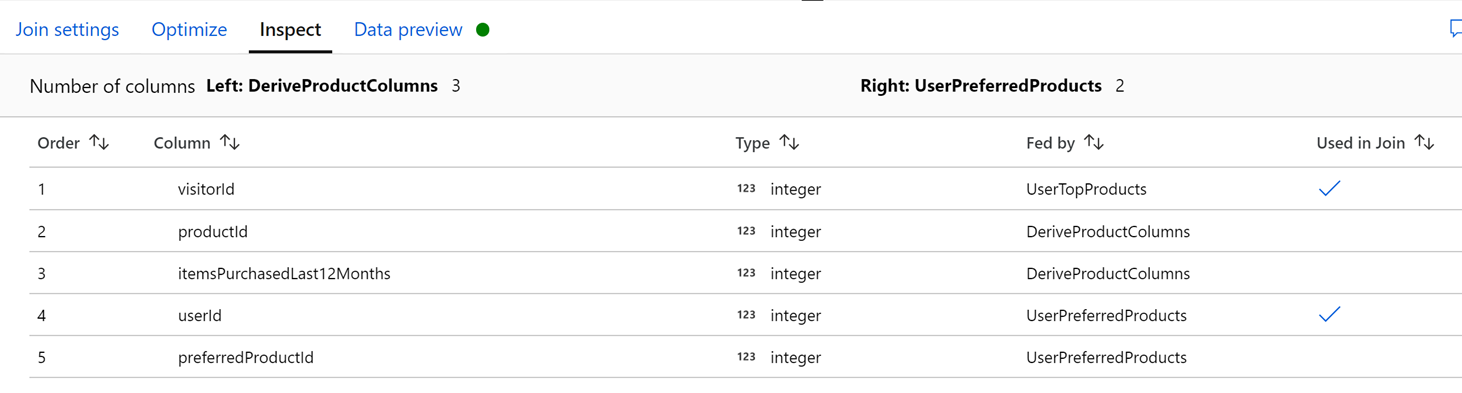 Join settings Optimize Inspect Data preview
Number of columns Left: DeriveProductColumns 3 Right: UserPreferredProducts 2
Order Column Type Fed by Used in Join
1 visitorId 123 integer UserTopProducts
2 productId 123 integer DeriveProductColumns
3 itemsPurchasedLast12Months 123 integer DeriveProductColumns
4 userId 123 integer UserPreferredProducts
5 preferredProductId 123 integer UserPreferredProducts